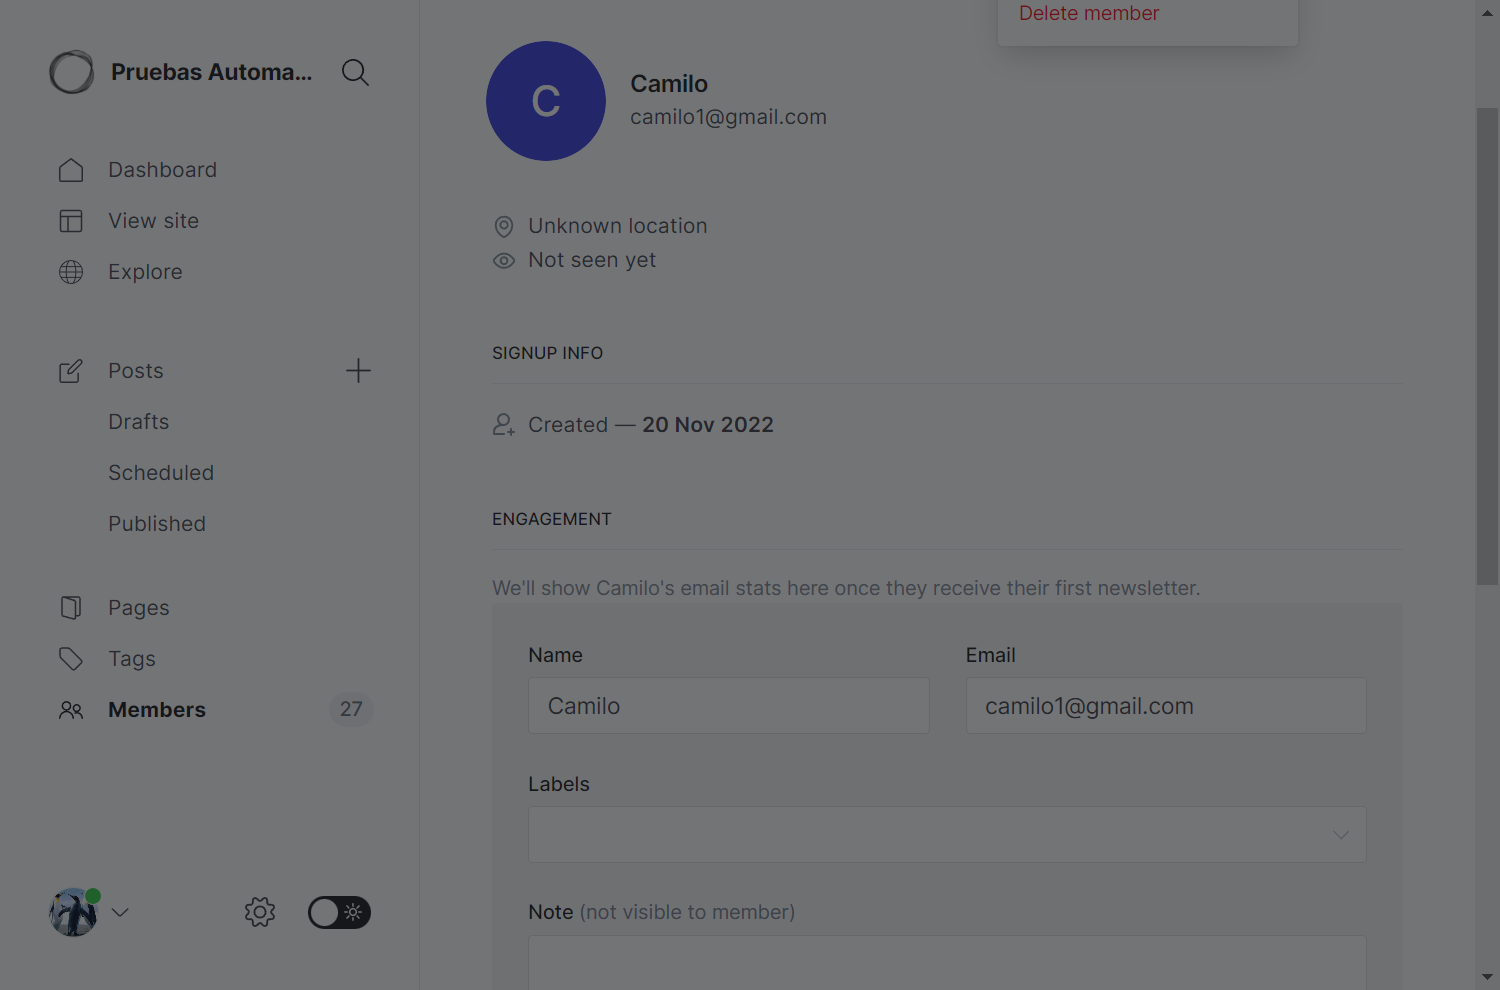 Delete member
Pruebas Automa...
Dashboard
View site
Explore
Posts
Drafts
Scheduled
Published
Pages
Tags
Members
27
C
Camilo
camilo1@gmail.com
Unknown location
Not seen yet
SIGNUP INFO
Created — 20 Nov 2022
ENGAGEMENT
We'll show Camilo's email stats here once they receive their first newsletter.
Name
Email
Camilo
camilo1@gmail.com
Labels
Note (not visible to member)